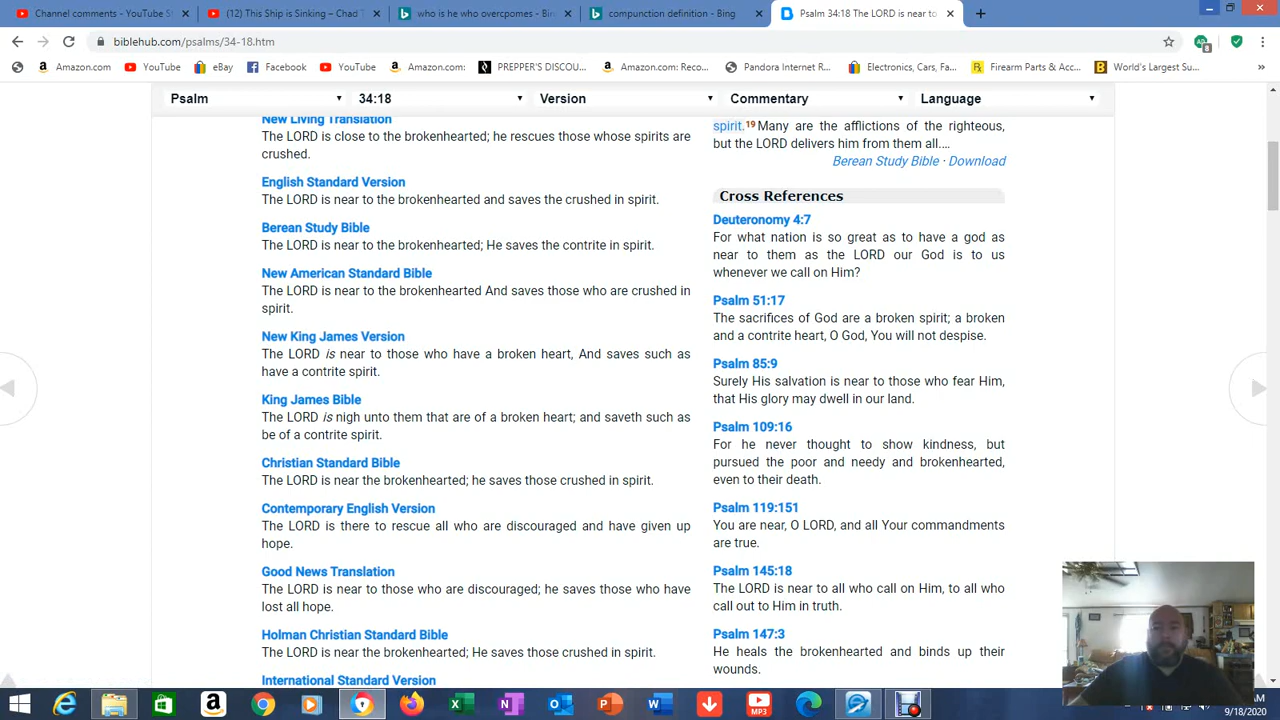 Channel comments - YouTube S
(12) This Ship is Sinking – Chad T
who is he who overcpomes - Bin
compunction definition - Bing
Psalm 34:18 The LORD is near to
biblehub.com/psalms/34-18.htm
8
Amazon.com
YouTube
eBay
Facebook
YouTube
Amazon.com:
PREPPER'S DISCOU...
Amazon.com: Reco...
Pandora Internet R...
Electronics, Cars, Fa...
Firearm Parts & Acc...
World's Largest Su...
»
Psalm
34:18
Version
Commentary
Language
New Living Translation
The LORD is close to the brokenhearted; he rescues those whose spirits are
crushed.
English Standard Version
The LORD is near to the brokenhearted and saves the crushed in spirit.
Berean Study Bible
The LORD is near to the brokenhearted; He saves the contrite in spirit.
New American Standard Bible
The LORD is near to the brokenhearted And saves those who are crushed in
spirit.
New King James Version
The LORD is near to those who have a broken heart, And saves such as
have a contrite spirit.
King James Bible
The LORD is nigh unto them that are of a broken heart; and saveth such as
be of a contrite spirit.
Christian Standard Bible
The LORD is near the brokenhearted; he saves those crushed in spirit.
Contemporary English Version
The LORD is there to rescue all who are discouraged and have given up
hope.
Good News Translation
The LORD is near to those who are discouraged; he saves those who have
lost all hope.
Holman Christian Standard Bible
The LORD is near the brokenhearted; He saves those crushed in spirit.
International Standard Version
spirit. 19 Many are the afflictions of the righteous,
but the LORD delivers him from them all....
Berean Study Bible · Download
Cross References
Deuteronomy 4:7
For what nation is so great as to have a god as
near to them as the LORD our God is to us
whenever we call on Him?
Psalm 51:17
The sacrifices of God are a broken spirit; a broken
and a contrite heart, O God, You will not despise.
Psalm 85:9
Surely His salvation is near to those who fear Him,
that His glory may dwell in our land.
Psalm 109:16
For he never thought to show kindness, but
pursued the poor and needy and brokenhearted,
even to their death.
Psalm 119:151
You are near, O LORD, and all Your commandments
are true.
Psalm 145:18
The LORD is near to all who call on Him, to all who
call out to Him in truth.
Psalm 147:3
He heals the brokenhearted and binds up their
wounds.
MP3
AM
9/18/2020